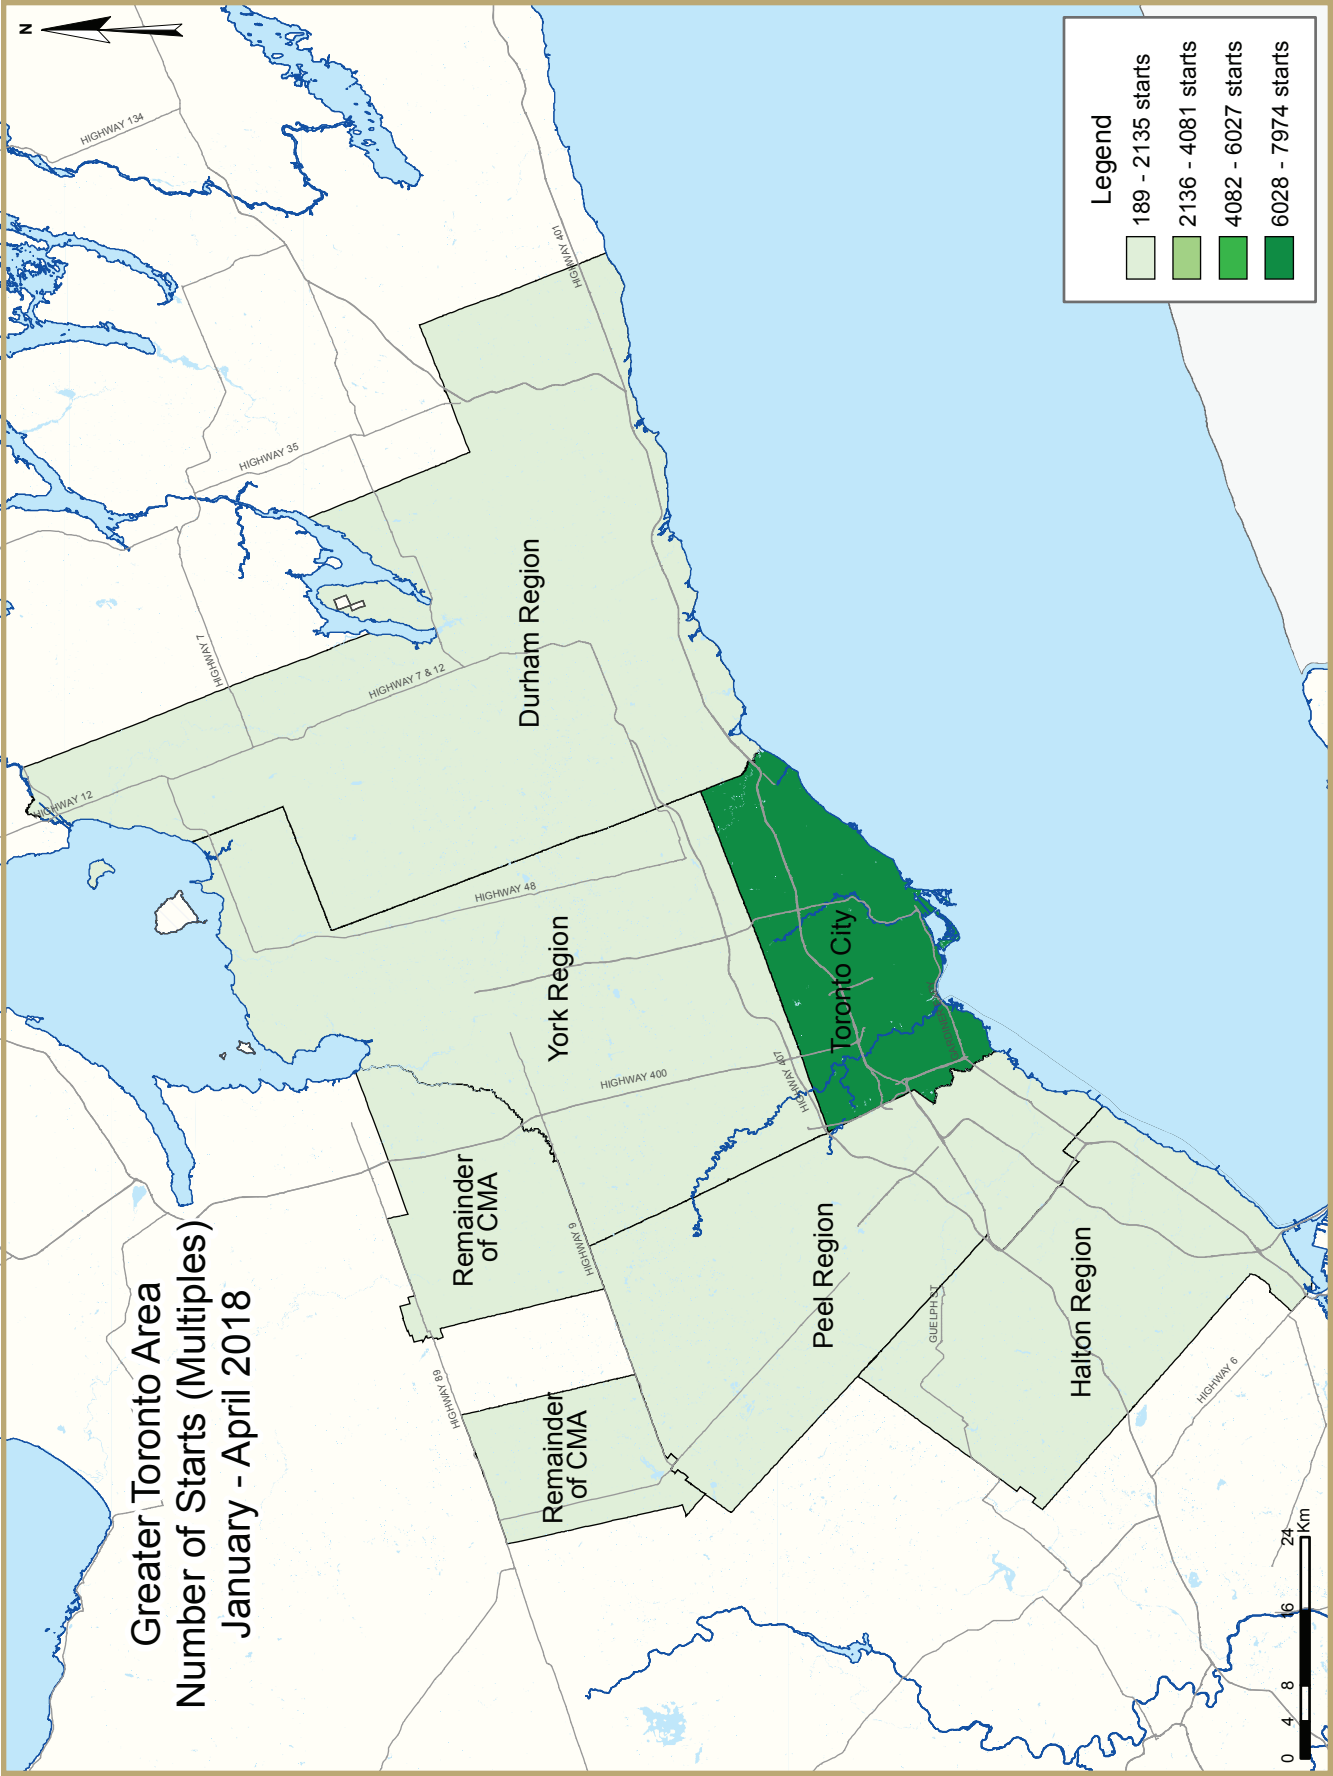 Greater Toronto Area
Number of Starts (Multiples)
January - April 2018
N
HIGHWAY 134
HIGHWAY 401
HIGHWAY 35
HIGHWAY 7
HIGHWAY 7 & 12
HIGHWAY 12
Durham Region
HIGHWAY 48
York Region
HIGHWAY 400
HIGHWAY 407
Toronto City
Remainder
of CMA
HIGHWAY 9
HIGHWAY 89
Remainder
of CMA
Peel Region
GUELPH ST
Halton Region
HIGHWAY 6
Legend
189 - 2135 starts
2136 - 4081 starts
4082 - 6027 starts
6028 - 7974 starts
0 4 8 16 24
Km